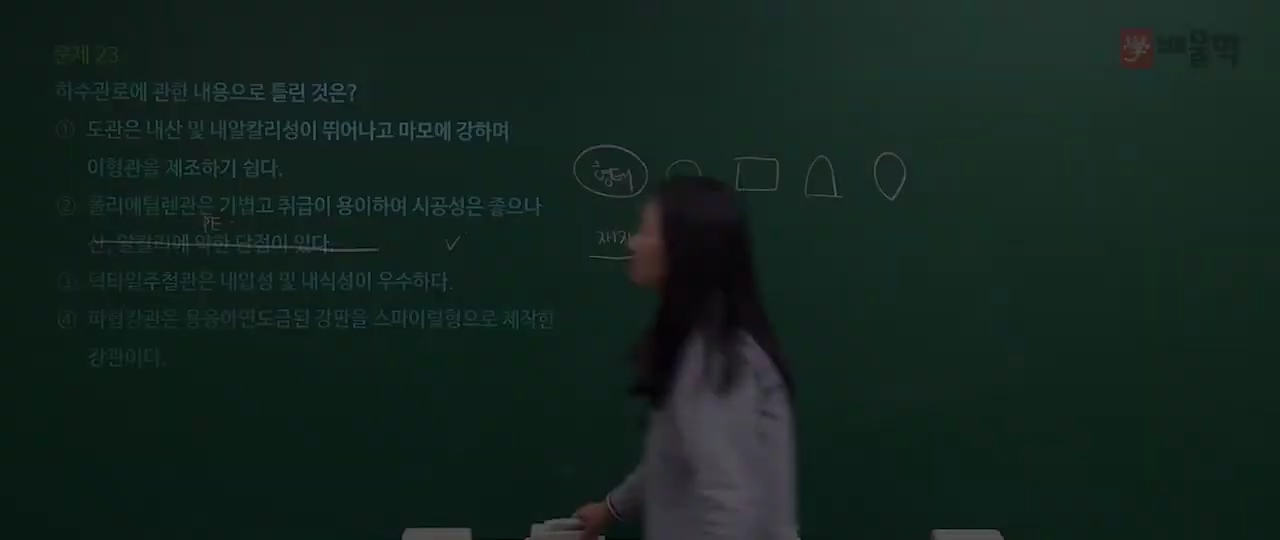 문제 23
하수관로에 관한 내용으로 틀린 것은?
① 도관은 내산 및 내알칼리성이 뛰어나고 마모에 강하며
이형관을 제조하기 쉽다.
② 폴리에틸렌관은 가볍고 취급이 용이하여 시공성은 좋으나
PE
산, 알칼리에 약한 단점이 있다.
③ 덕타일주철관은 내압성 및 내식성이 우수하다.
④ 파형강관은 용융아연도금된 강판을 스파이럴형으로 제작한
강관이다.
형태
學